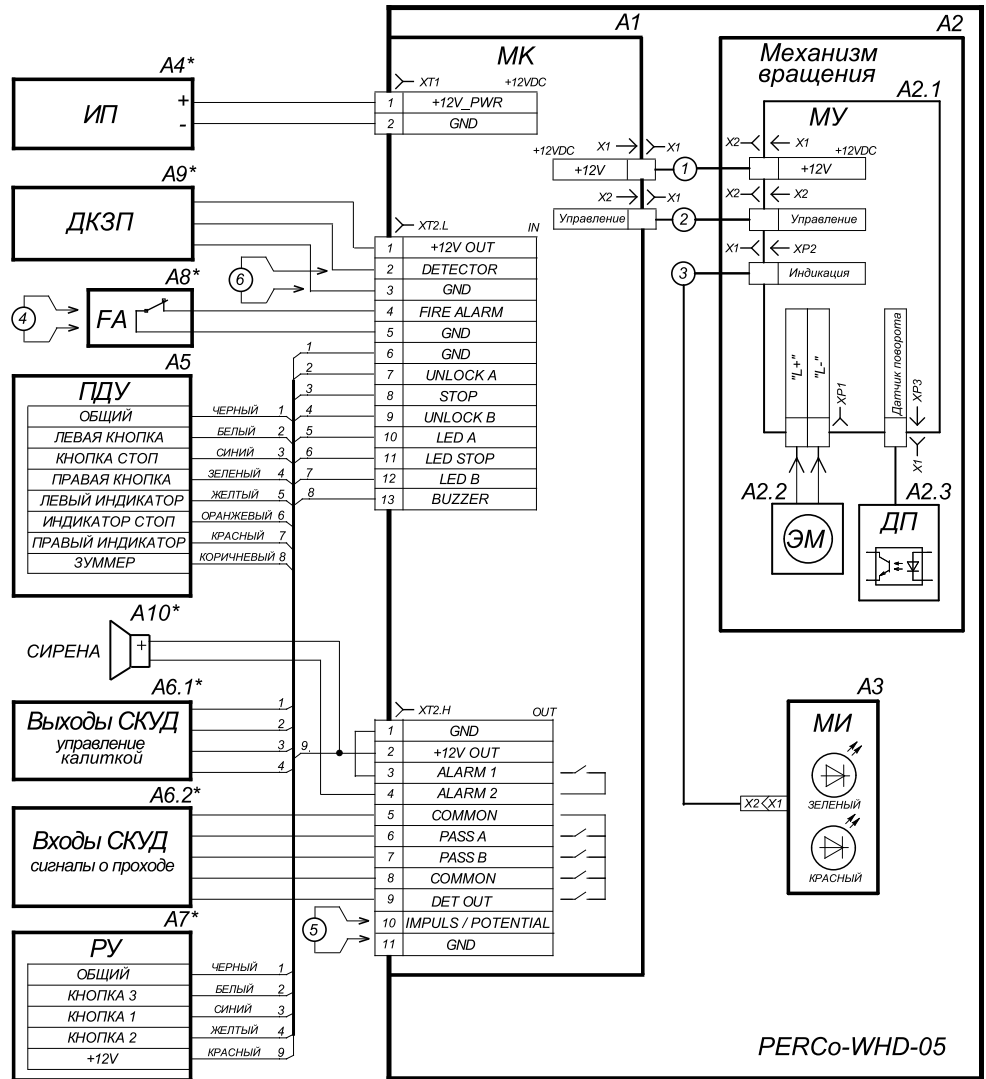 A1
A2
МК
Механизм
вращения
A4*
XT1
+12VDC
A2.1
ИП
+
-
1
+12V_PWR
2
GND
МУ
X1
X1
X2
X1
+12VDC
+12VDC
+12V
1
+12V
A9*
X2
X1
X2
X2
ДКЗП
Управление
2
Управление
XT2.L
IN
X1
XP2
1
+12V OUT
3
Индикация
A8*
6
2
DETECTOR
3
GND
4
FA
4
FIRE ALARM
5
GND
"L+"
"L-"
XP1
Датчик поворота
XP3
X1
A5
1
6
GND
ПДУ
2
7
UNLOCK A
3
8
STOP
ОБЩИЙ
ЧЕРНЫЙ
1
4
9
UNLOCK B
ЛЕВАЯ КНОПКА
БЕЛЫЙ
2
5
10
LED A
КНОПКА СТОП
СИНИЙ
3
6
11
LED STOP
ПРАВАЯ КНОПКА
ЗЕЛЕНЫЙ
4
7
12
LED B
ЛЕВЫЙ ИНДИКАТОР
ЖЕЛТЫЙ
5
8
13
BUZZER
ИНДИКАТОР СТОП
ОРАНЖЕВЫЙ
6
ПРАВЫЙ ИНДИКАТОР
КРАСНЫЙ
7
ЗУММЕР
КОРИЧНЕВЫЙ
8
A2.2
A2.3
ЭМ
ДП
A10*
СИРЕНА
+
A6.1*
Выходы СКУД
управление
калиткой
1
2
3
4
9.
XT2.H
OUT
1
GND
2
+12V OUT
3
ALARM 1
4
ALARM 2
A3
МИ
ЗЕЛЕНЫЙ
X2
X1
КРАСНЫЙ
A6.2*
Входы СКУД
сигналы о проходе
5
COMMON
6
PASS A
7
PASS B
8
COMMON
9
DET OUT
5
10
IMPULS / POTENTIAL
11
GND
A7*
РУ
ОБЩИЙ
ЧЕРНЫЙ
1
КНОПКА 3
БЕЛЫЙ
2
КНОПКА 1
СИНИЙ
3
КНОПКА 2
ЖЕЛТЫЙ
4
+12V
КРАСНЫЙ
9
PERCo-WHD-05